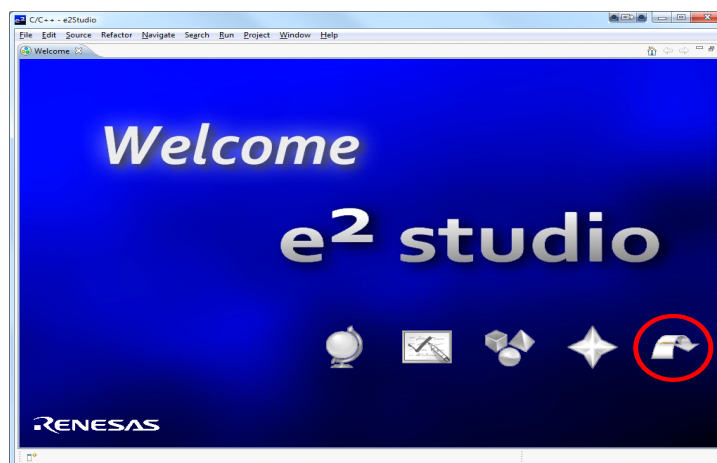 C/C++ - e2Studio
File Edit Source Refactor Navigate Search Run Project Window Help
Welcome
Welcome
e² studio
RENESAS